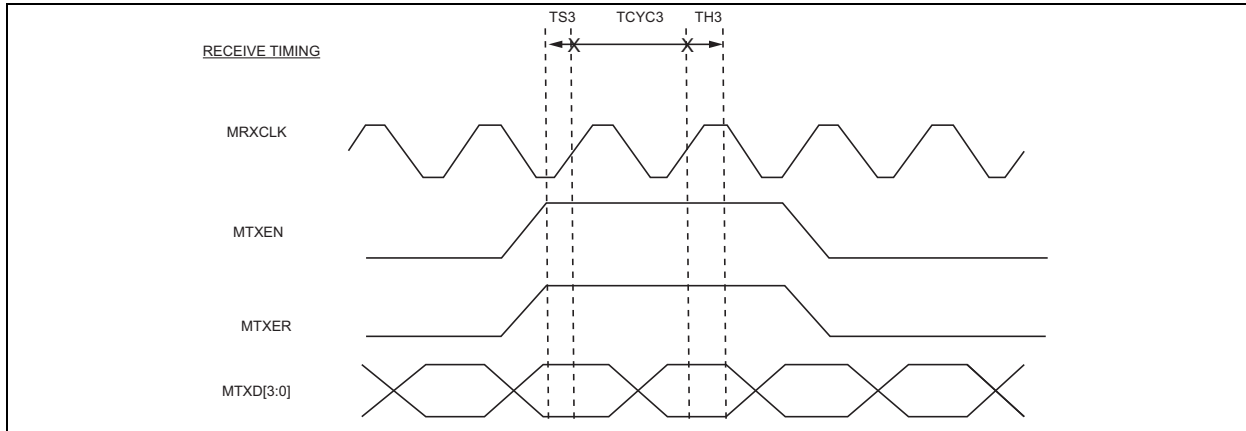 TS3 TCYC3 TH3
RECEIVE TIMING
MRXCLK
MTXEN
MTXER
MTXD[3:0]